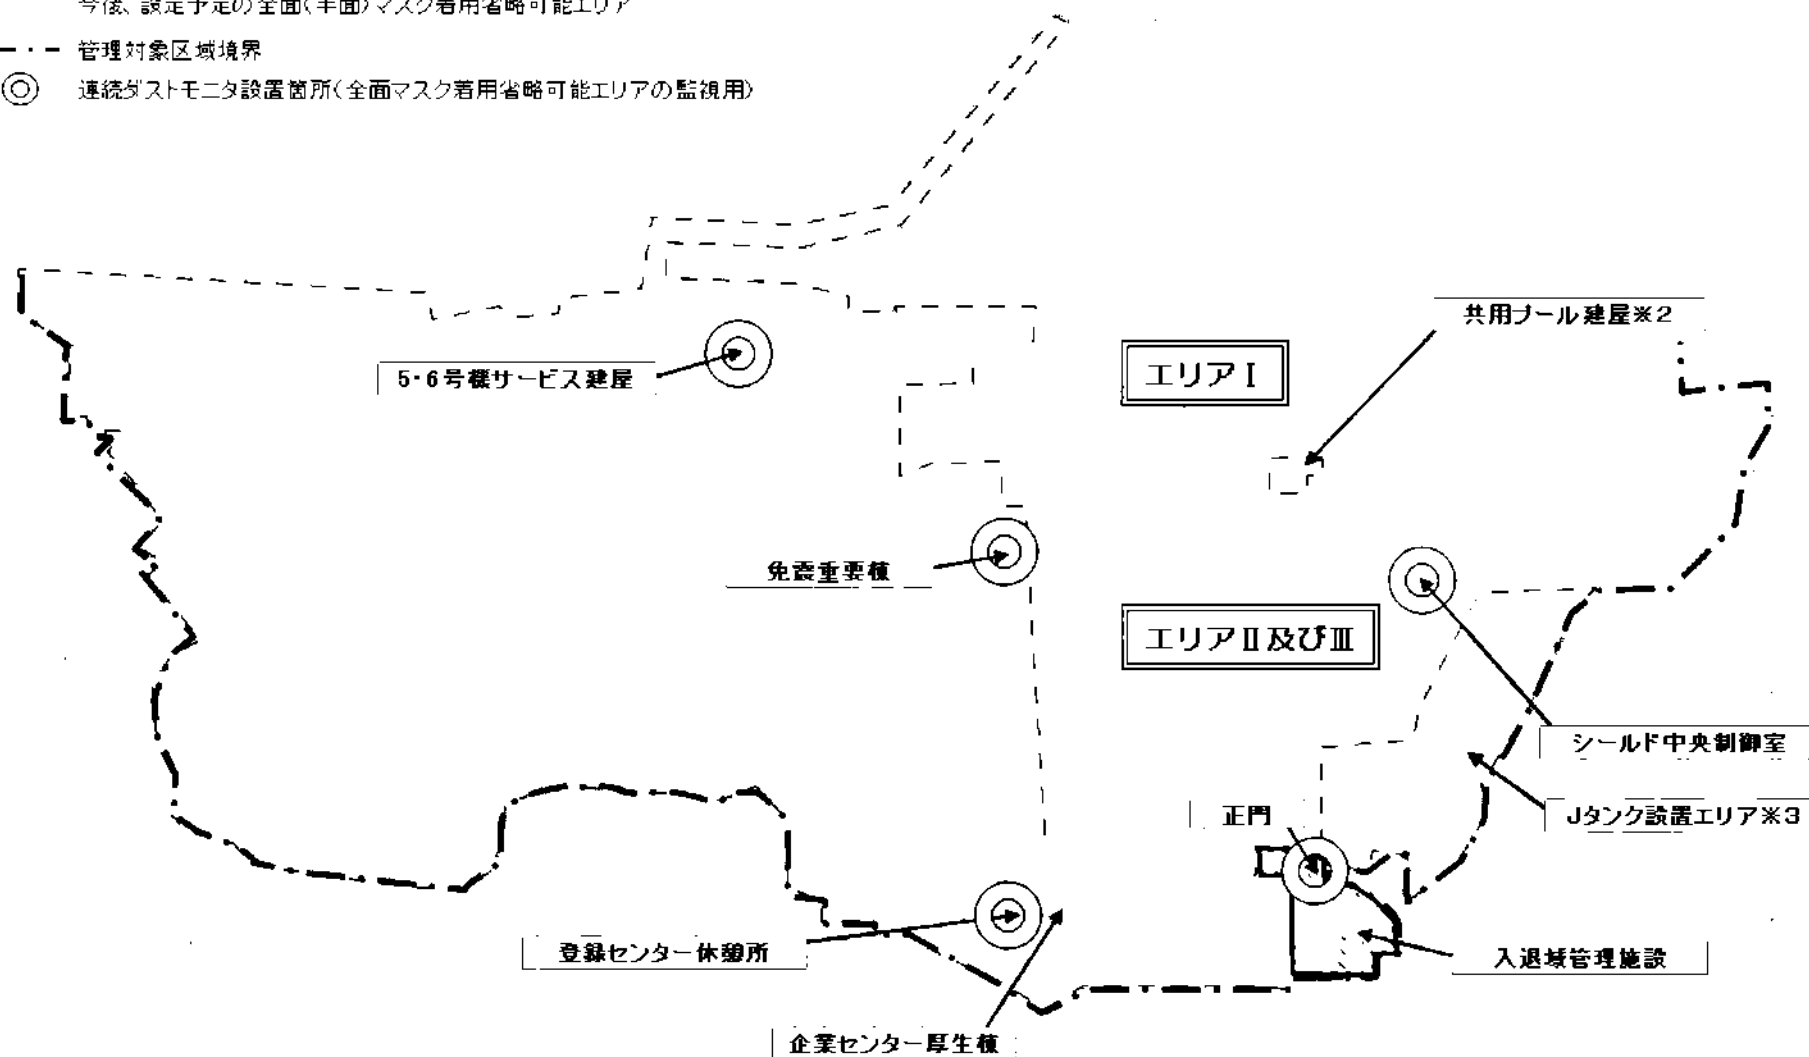 今後、設定予定の全面(半面)マスク着用省略可能エリア
管理対象区域境界
連続ダストモニタ設置箇所(全面マスク着用省略可能エリアの監視用)
共用プール建屋※2
エリアⅠ
5・6号機サービス建屋
免震重要棟
エリアⅡ及びⅢ
シールド中央制御室
Jタンク設置エリア※3
正門
登録センター休憩所
入退域管理施設
企業センター厚生棟